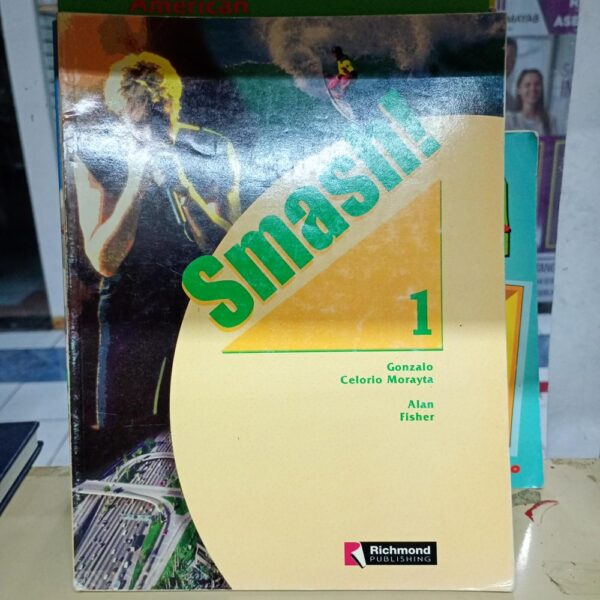 American
Smash!
1
Gonzalo
Celorio Morayta
Alan
Fisher
Richmond
PUBLISHING